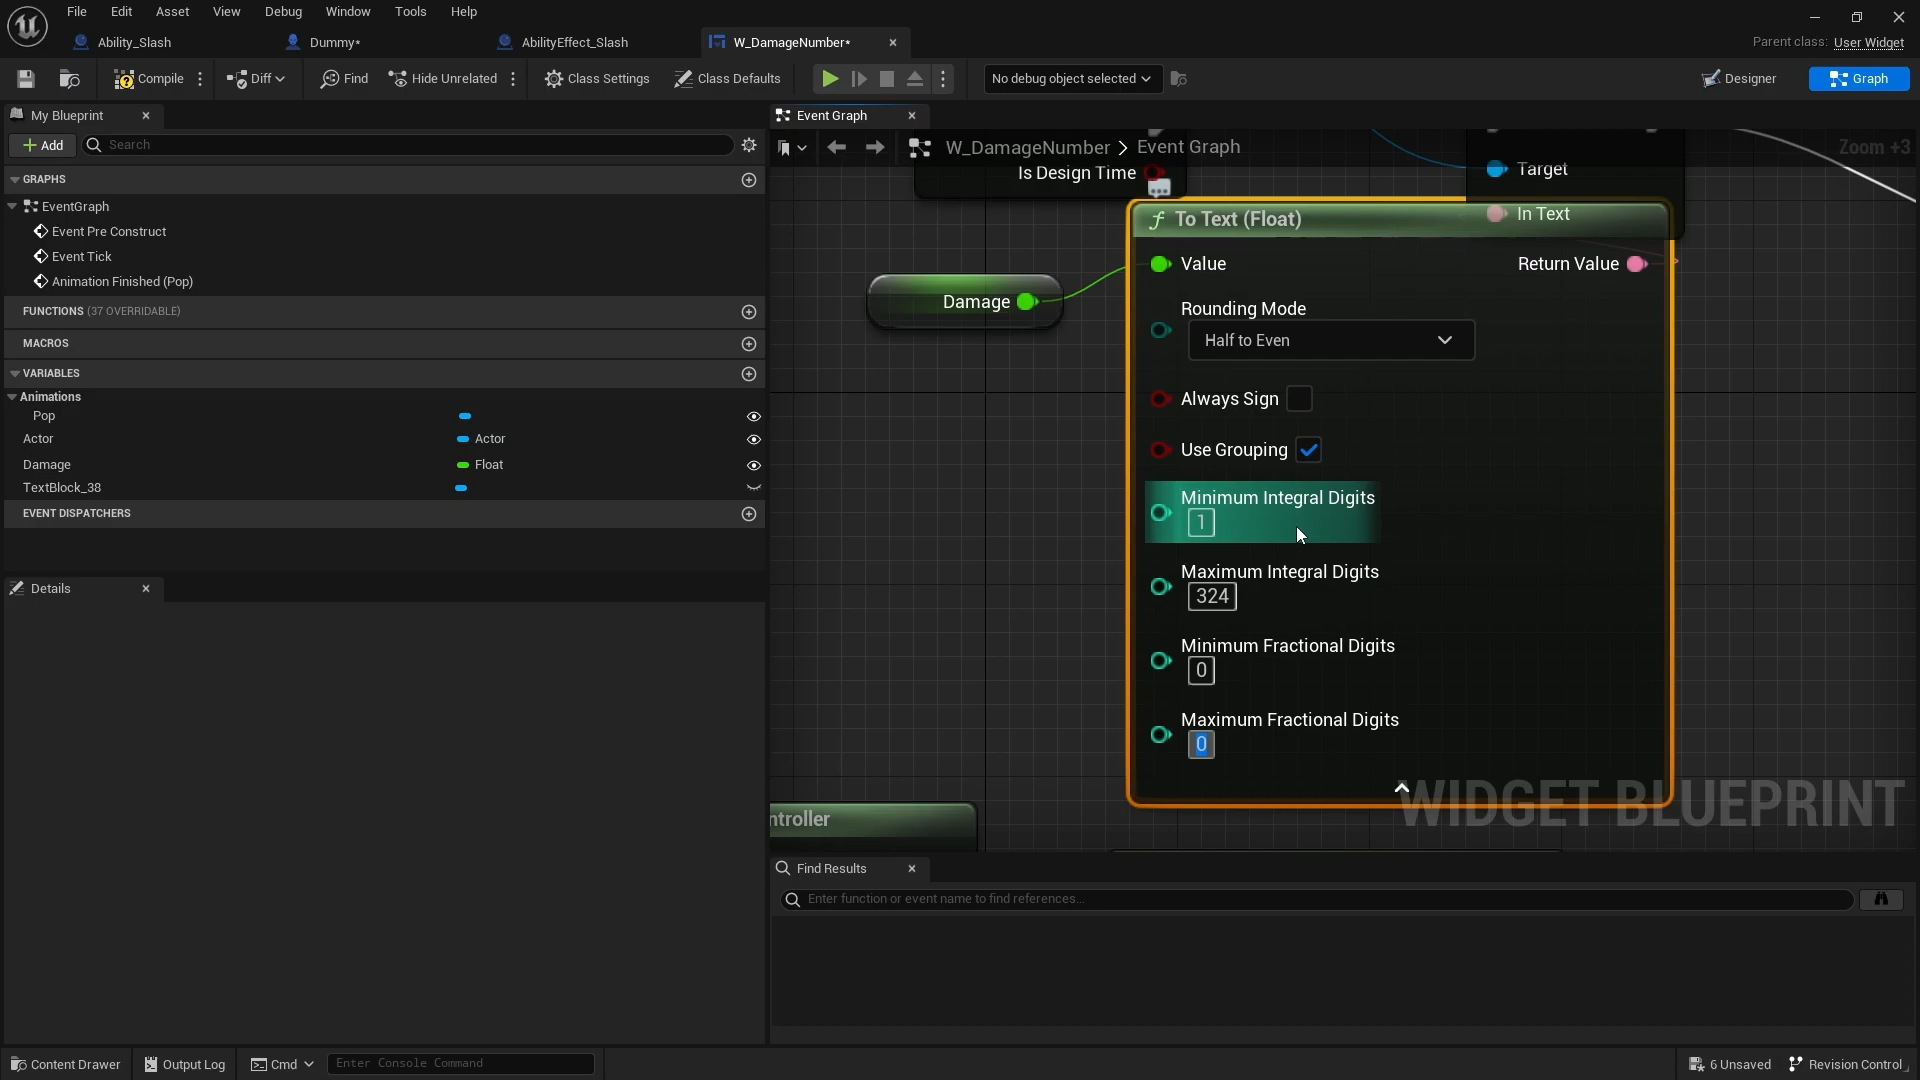 File Edit Asset View Debug Window Tools Help
Ability_Slash Dummy* AbilityEffect_Slash W_DamageNumber*
Parent class: User Widget
Compile Diff Find Hide Unrelated Class Settings Class Defaults No debug object selected Designer Graph
My Blueprint
Add Search
GRAPHS
EventGraph
Event Pre Construct
Event Tick
Animation Finished (Pop)
FUNCTIONS (37 OVERRIDABLE)
MACROS
VARIABLES
Animations
Pop
Actor Actor
Damage Float
TextBlock_38
EVENT DISPATCHERS
Details
Event Graph
W_DamageNumber > Event Graph
Zoom +3
Is Design Time
Target
In Text
To Text (Float)
Value Return Value
Damage
Rounding Mode
Half to Even
Always Sign
Use Grouping
Minimum Integral Digits
1
Maximum Integral Digits
324
Minimum Fractional Digits
0
Maximum Fractional Digits
0
WIDGET BLUEPRINT
ntroller
Find Results
Enter function or event name to find references...
Content Drawer Output Log Cmd Enter Console Command 6 Unsaved Revision Control